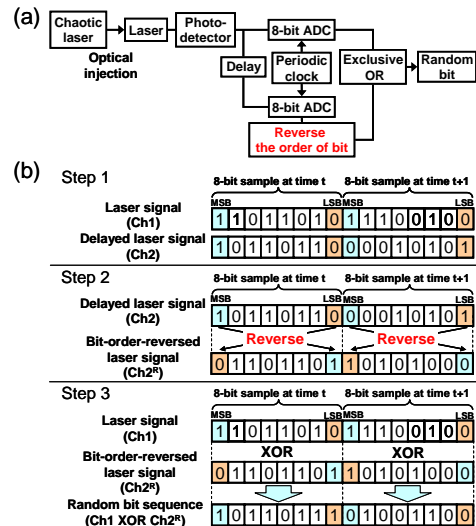 (a)
Chaotic laser
Laser
Photo-detector
8-bit ADC
Optical injection
Delay
Periodic clock
Exclusive OR
Random bit
8-bit ADC
Reverse the order of bit
(b)
Step 1
8-bit sample at time t 8-bit sample at time t+1
MSB LSB MSB LSB
Laser signal (Ch1) 1 1 0 1 1 0 1 0 1 1 1 0 0 1 0 0
Delayed laser signal (Ch2) 1 0 1 1 0 1 1 0 0 0 0 1 0 1 0 1
Step 2
8-bit sample at time t 8-bit sample at time t+1
MSB LSB MSB LSB
Delayed laser signal (Ch2) 1 0 1 1 0 1 1 0 0 0 0 1 0 1 0 1
Reverse Reverse
Bit-order-reversed laser signal (Ch2ᴿ) 0 1 1 0 1 1 0 1 1 0 1 0 1 0 0 0
Step 3
8-bit sample at time t 8-bit sample at time t+1
MSB LSB MSB LSB
Laser signal (Ch1) 1 1 0 1 1 0 1 0 1 1 1 0 0 1 0 0
XOR XOR
Bit-order-reversed laser signal (Ch2ᴿ) 0 1 1 0 1 1 0 1 1 0 1 0 1 0 0 0
Random bit sequence (Ch1 XOR Ch2ᴿ) 1 0 1 1 0 1 1 1 0 1 0 0 1 1 0 0